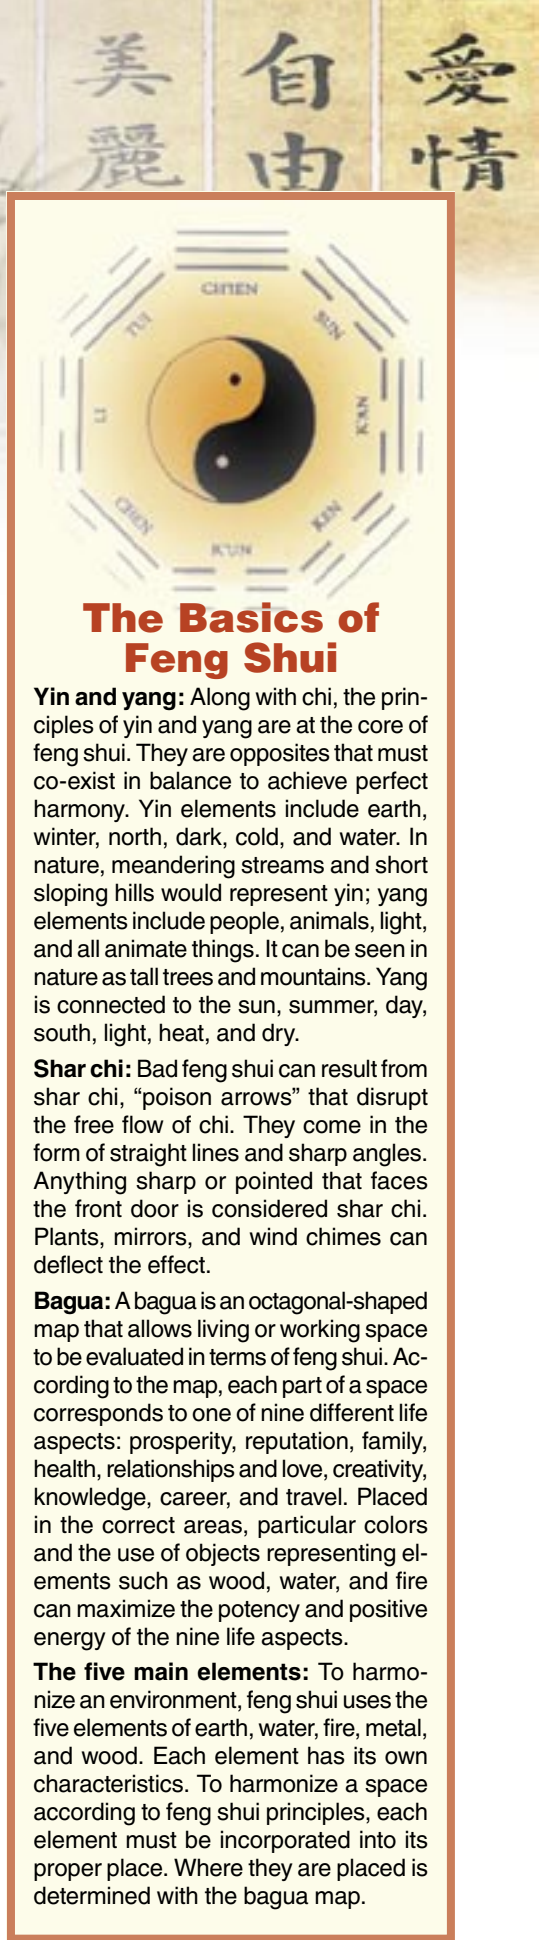 美 自 愛
麗 由 情
CH'IEN
TUI
SUN
LI
K'AN
CHEN
KEN
K'UN
The Basics of
Feng Shui
Yin and yang: Along with chi, the prin-
ciples of yin and yang are at the core of
feng shui. They are opposites that must
co-exist in balance to achieve perfect
harmony. Yin elements include earth,
winter, north, dark, cold, and water. In
nature, meandering streams and short
sloping hills would represent yin; yang
elements include people, animals, light,
and all animate things. It can be seen in
nature as tall trees and mountains. Yang
is connected to the sun, summer, day,
south, light, heat, and dry.
Shar chi: Bad feng shui can result from
shar chi, “poison arrows” that disrupt
the free flow of chi. They come in the
form of straight lines and sharp angles.
Anything sharp or pointed that faces
the front door is considered shar chi.
Plants, mirrors, and wind chimes can
deflect the effect.
Bagua: A bagua is an octagonal-shaped
map that allows living or working space
to be evaluated in terms of feng shui. Ac-
cording to the map, each part of a space
corresponds to one of nine different life
aspects: prosperity, reputation, family,
health, relationships and love, creativity,
knowledge, career, and travel. Placed
in the correct areas, particular colors
and the use of objects representing el-
ements such as wood, water, and fire
can maximize the potency and positive
energy of the nine life aspects.
The five main elements: To harmo-
nize an environment, feng shui uses the
five elements of earth, water, fire, metal,
and wood. Each element has its own
characteristics. To harmonize a space
according to feng shui principles, each
element must be incorporated into its
proper place. Where they are placed is
determined with the bagua map.